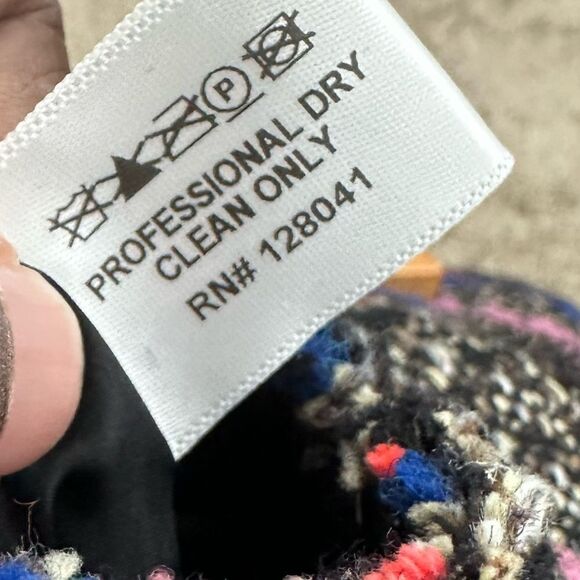 P
PROFESSIONAL DRY
CLEAN ONLY
RN# 128041